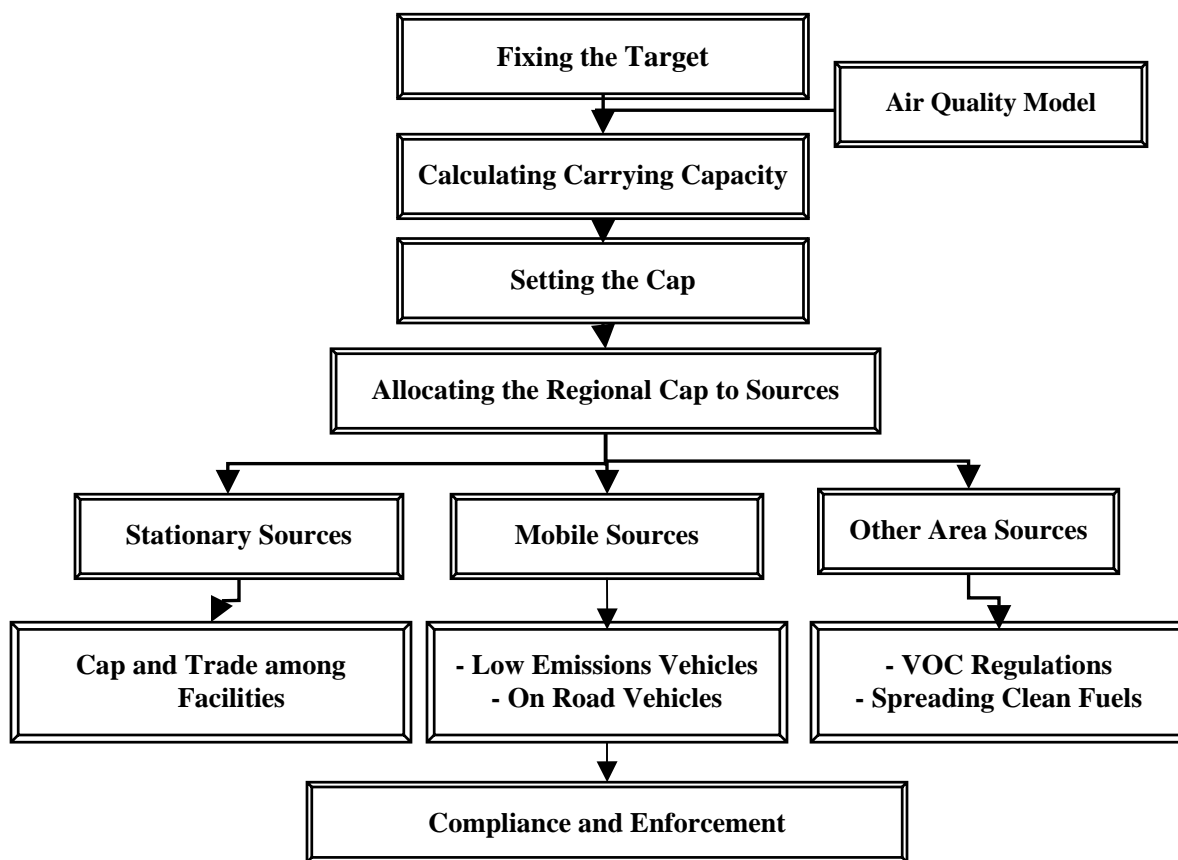 Fixing the Target
Air Quality Model
Calculating Carrying Capacity
Setting the Cap
Allocating the Regional Cap to Sources
Stationary Sources
Mobile Sources
Other Area Sources
Cap and Trade among
Facilities
- Low Emissions Vehicles
- On Road Vehicles
- VOC Regulations
- Spreading Clean Fuels
Compliance and Enforcement